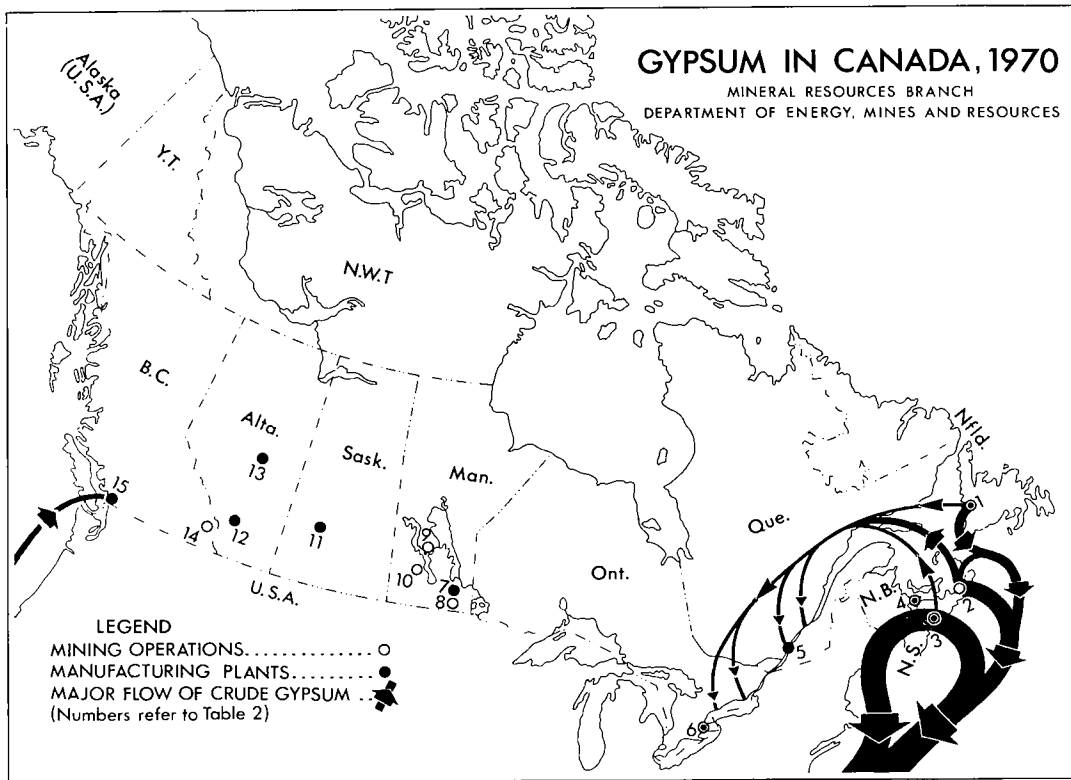 GYPSUM IN CANADA, 1970
MINERAL RESOURCES BRANCH
DEPARTMENT OF ENERGY, MINES AND RESOURCES
Alaska
(U.S.A)
Y.T.
N.W.T
B.C.
Alta.
Sask.
Man.
Ont.
Que.
Nfld.
N.B.
N.S.
U.S.A.
1
2
3
4
5
6
7
8
9
10
11
12
13
14
15
LEGEND
MINING OPERATIONS.............. ○
MANUFACTURING PLANTS......... ●
MAJOR FLOW OF CRUDE GYPSUM ..
(Numbers refer to Table 2)